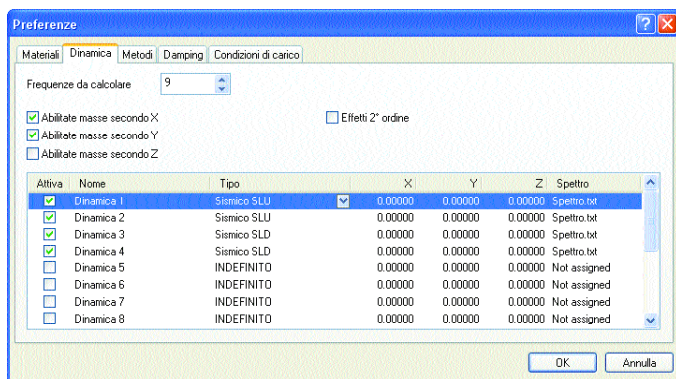 Preferenze
Materiali Dinamica Metodi Damping Condizioni di carico
Frequenze da calcolare 9
Abilitate masse secondo X Effetti 2° ordine
Abilitate masse secondo Y
Abilitate masse secondo Z
Attiva Nome Tipo X Y Z Spettro
Dinamica 1 Sismico SLU 0.00000 0.00000 0.00000 Spettro.txt
Dinamica 2 Sismico SLU 0.00000 0.00000 0.00000 Spettro.txt
Dinamica 3 Sismico SLD 0.00000 0.00000 0.00000 Spettro.txt
Dinamica 4 Sismico SLD 0.00000 0.00000 0.00000 Spettro.txt
Dinamica 5 INDEFINITO 0.00000 0.00000 0.00000 Not assigned
Dinamica 6 INDEFINITO 0.00000 0.00000 0.00000 Not assigned
Dinamica 7 INDEFINITO 0.00000 0.00000 0.00000 Not assigned
Dinamica 8 INDEFINITO 0.00000 0.00000 0.00000 Not assigned
OK Annulla